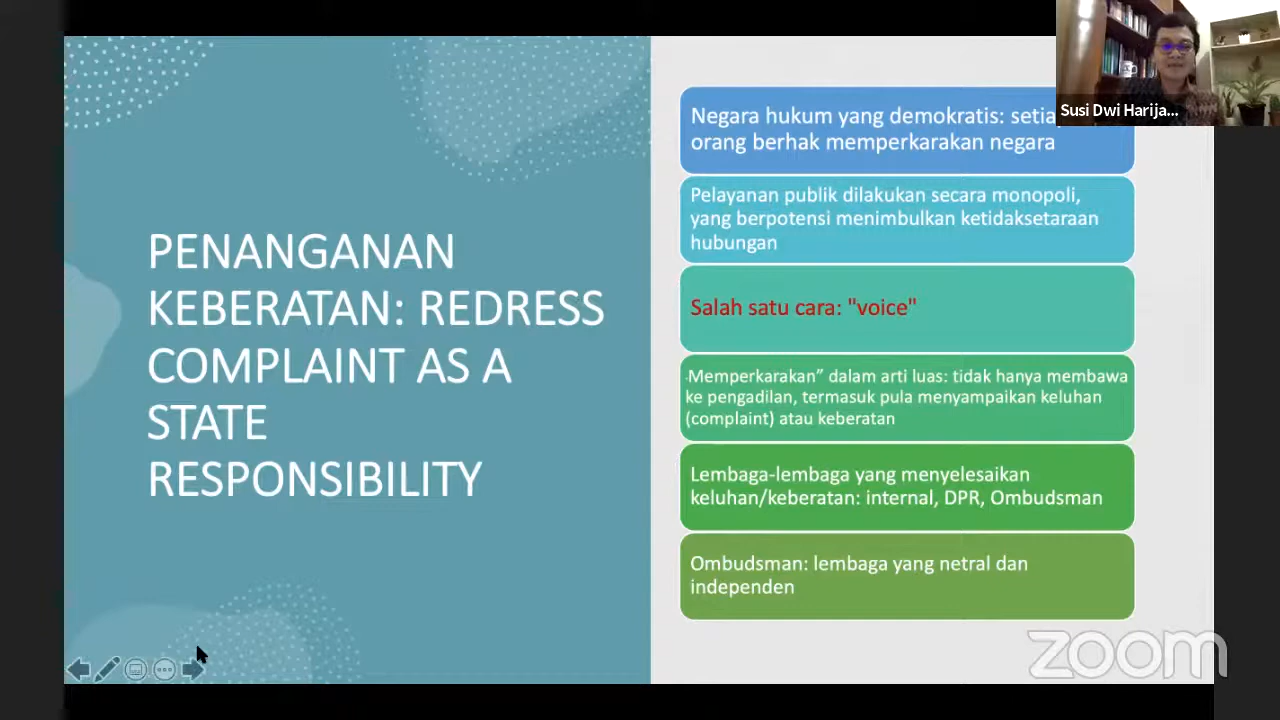 PENANGANAN
KEBERATAN: REDRESS
COMPLAINT AS A
STATE
RESPONSIBILITY
Negara hukum yang demokratis: setia
orang berhak memperkarakan negara
Pelayanan publik dilakukan secara monopoli,
yang berpotensi menimbulkan ketidaksetaraan
hubungan
Salah satu cara: "voice"
Memperkarakan” dalam arti luas: tidak hanya membawa
ke pengadilan, termasuk pula menyampaikan keluhan
(complaint) atau keberatan
Lembaga-lembaga yang menyelesaikan
keluhan/keberatan: internal, DPR, Ombudsman
Ombudsman: lembaga yang netral dan
independen
Susi Dwi Harija...
zoom